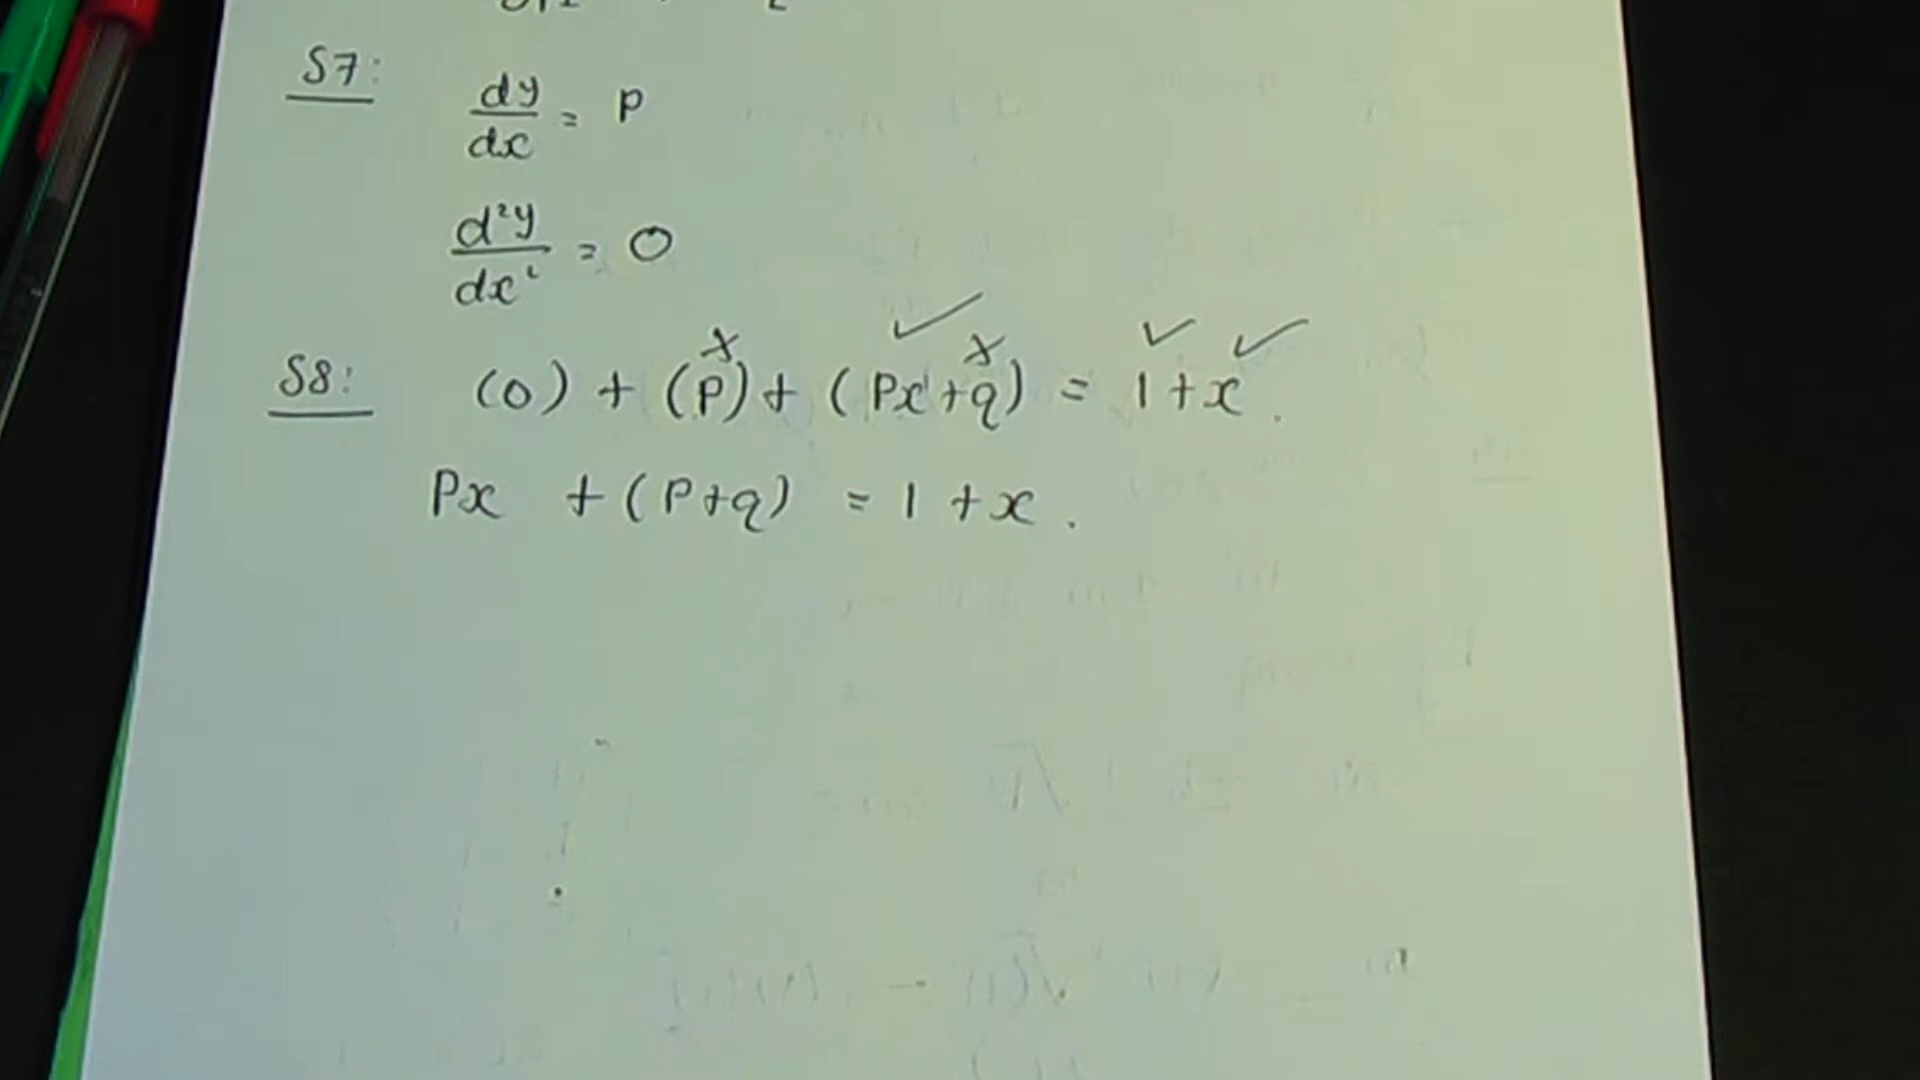 S7: dy/dx = P
d²y/dx² = 0
S8: (0) + (P) + (Px + q) = 1 + x.
Px + (P + q) = 1 + x.